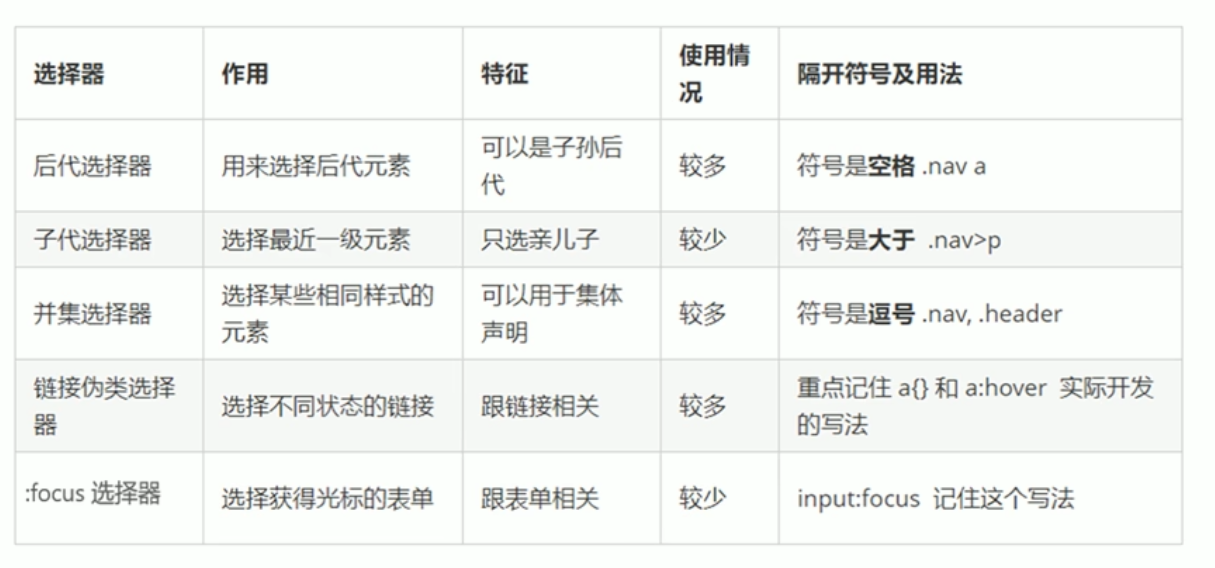 选择器 作用 特征 使用情况 隔开符号及用法
后代选择器 用来选择后代元素 可以是子孙后代 较多 符号是空格 .nav a
子代选择器 选择最近一级元素 只选亲儿子 较少 符号是大于 .nav>p
并集选择器 选择某些相同样式的元素 可以用于集体声明 较多 符号是逗号 .nav, .header
链接伪类选择器 选择不同状态的链接 跟链接相关 较多 重点记住 a{} 和 a:hover 实际开发的写法
:focus 选择器 选择获得光标的表单 跟表单相关 较少 input:focus 记住这个写法